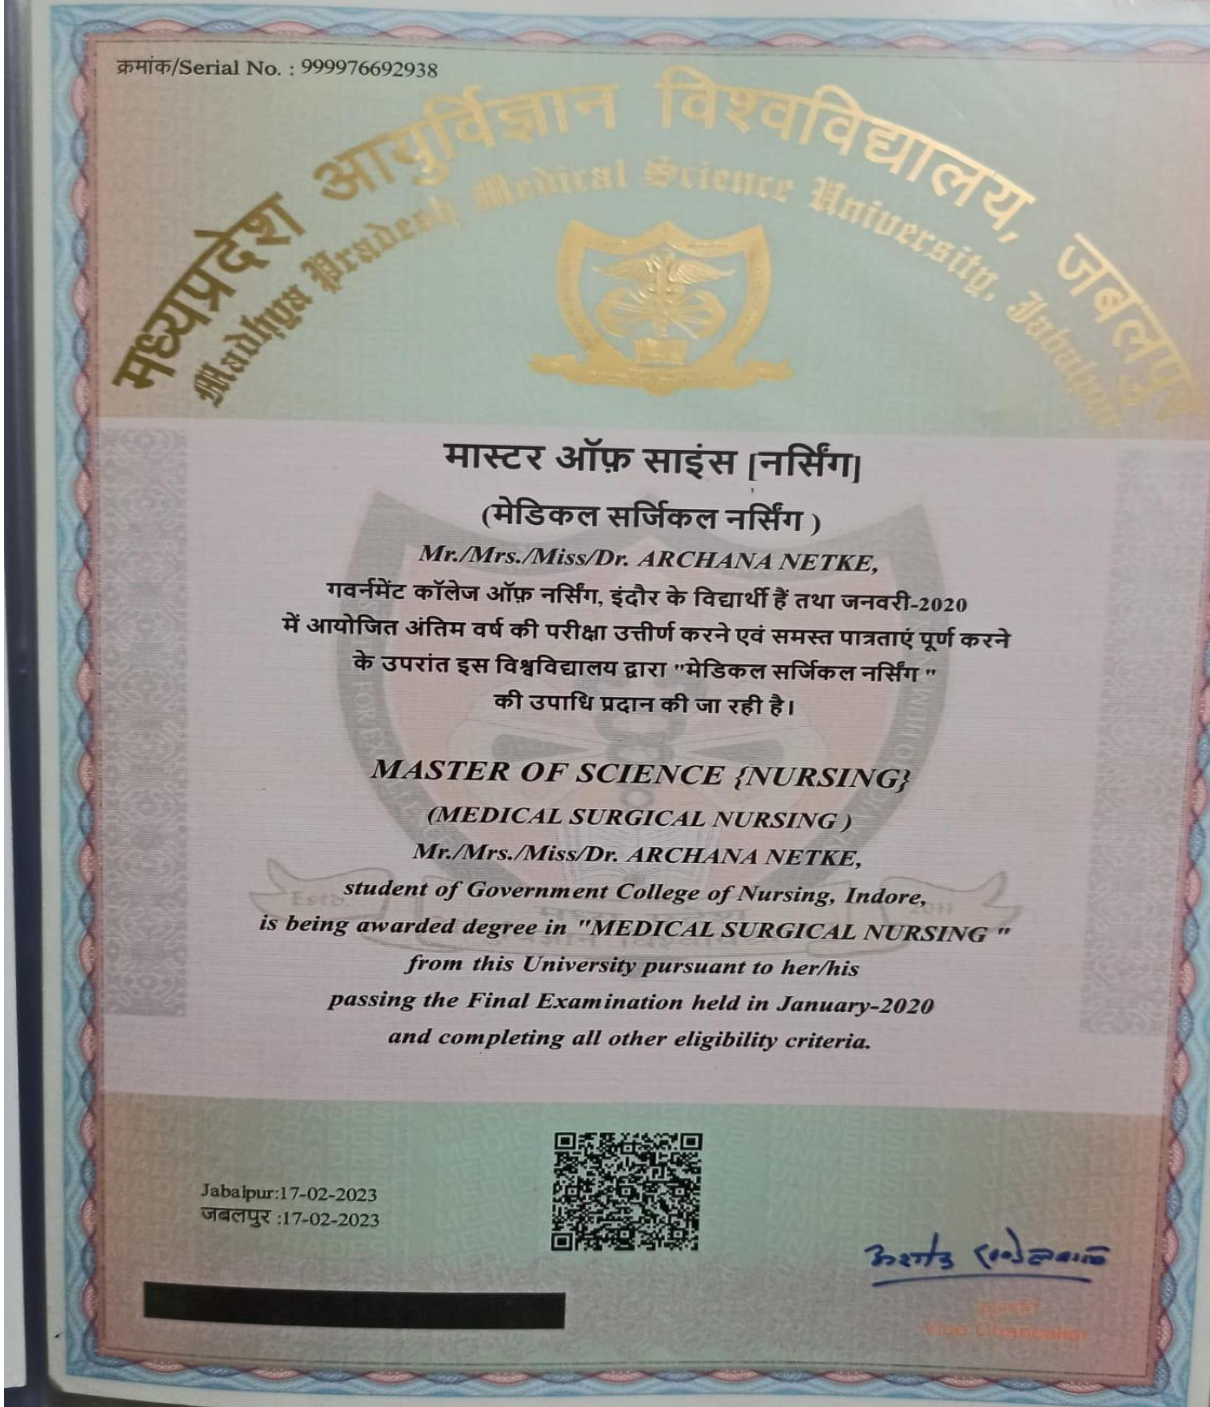 क्रमांक/Serial No. : 999976692938
मध्यप्रदेश आयुर्विज्ञान विश्वविद्यालय, जबलपुर
Madhya Pradesh Medical Science University, Jabalpur
मास्टर ऑफ़ साइंस [नर्सिंग]
(मेडिकल सर्जिकल नर्सिंग )
Mr./Mrs./Miss/Dr. ARCHANA NETKE,
गवर्नमेंट कॉलेज ऑफ़ नर्सिंग, इंदौर के विद्यार्थी हैं तथा जनवरी-2020
में आयोजित अंतिम वर्ष की परीक्षा उत्तीर्ण करने एवं समस्त पात्रताएं पूर्ण करने
के उपरांत इस विश्वविद्यालय द्वारा "मेडिकल सर्जिकल नर्सिंग "
की उपाधि प्रदान की जा रही है।
MASTER OF SCIENCE {NURSING}
(MEDICAL SURGICAL NURSING )
Mr./Mrs./Miss/Dr. ARCHANA NETKE,
student of Government College of Nursing, Indore,
Estd. 2011
is being awarded degree in "MEDICAL SURGICAL NURSING "
from this University pursuant to her/his
passing the Final Examination held in January-2020
and completing all other eligibility criteria.
Jabalpur:17-02-2023
जबलपुर :17-02-2023
कुलपति
Vice Chancellor